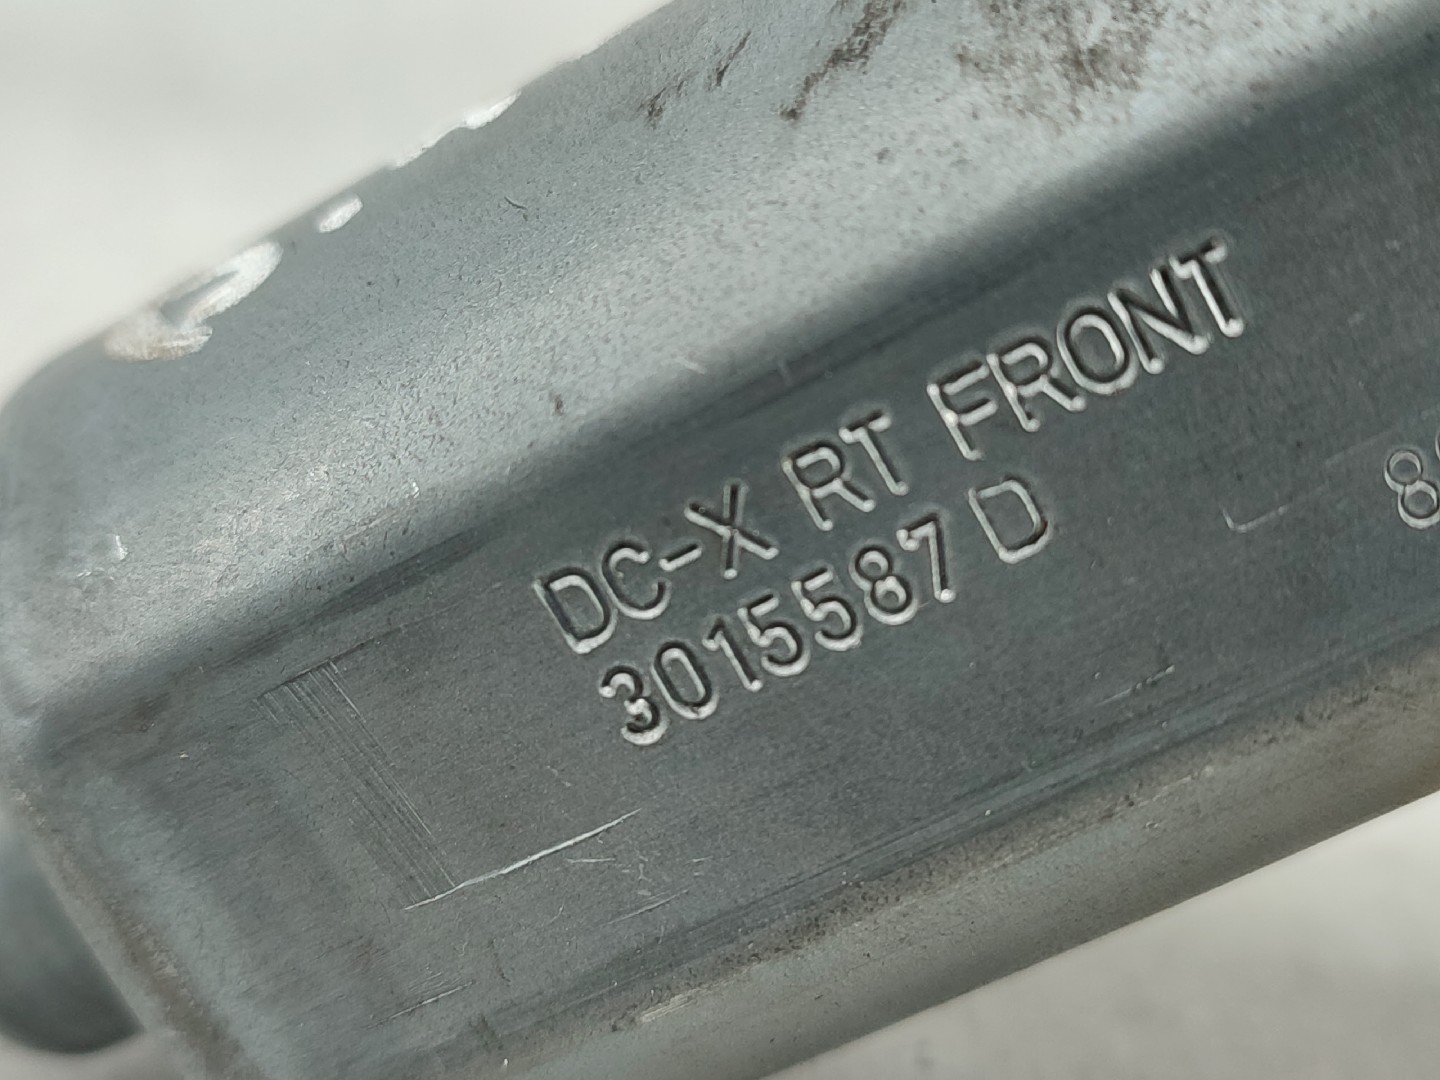 DC-X RT FRONT
3015587 D